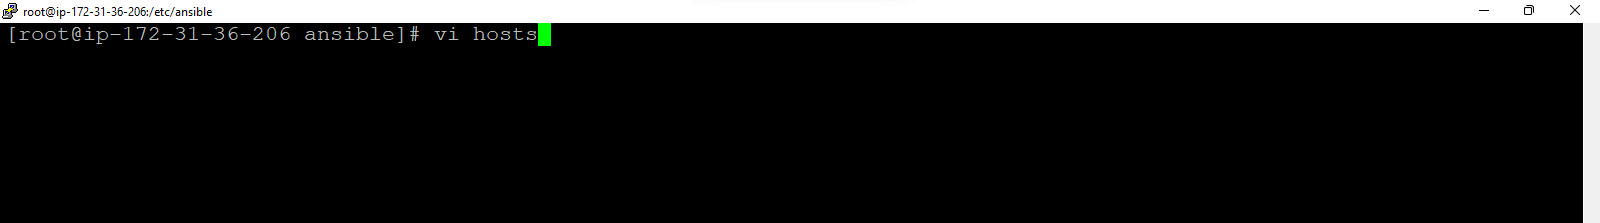 root@ip-172-31-36-206:/etc/ansible
[root@ip-172-31-36-206 ansible]# vi hosts